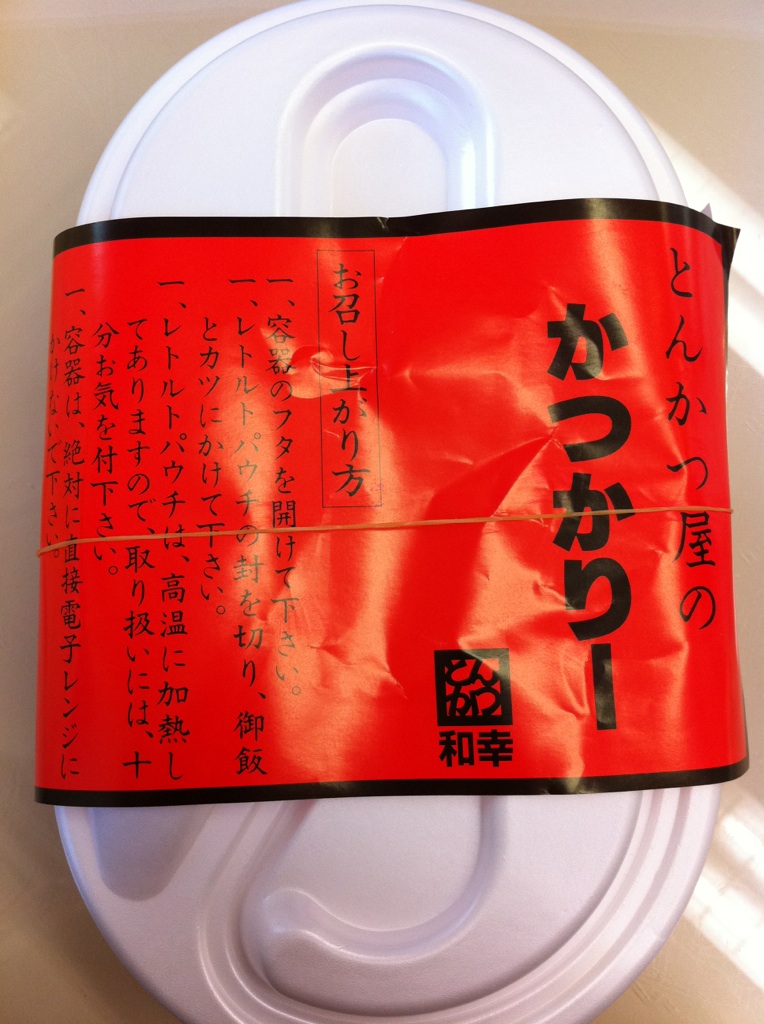 とんかつ屋の
かつかりー
とんかつ
和幸
お召し上がり方
一、容器のフタを開けて下さい。
一、レトルトパウチの封を切り、御飯
とカツにかけて下さい。
一、レトルトパウチは、高温に加熱し
てありますので、取り扱いには、十
分お気を付下さい。
一、容器は、絶対に直接電子レンジに
かけないで下さい。